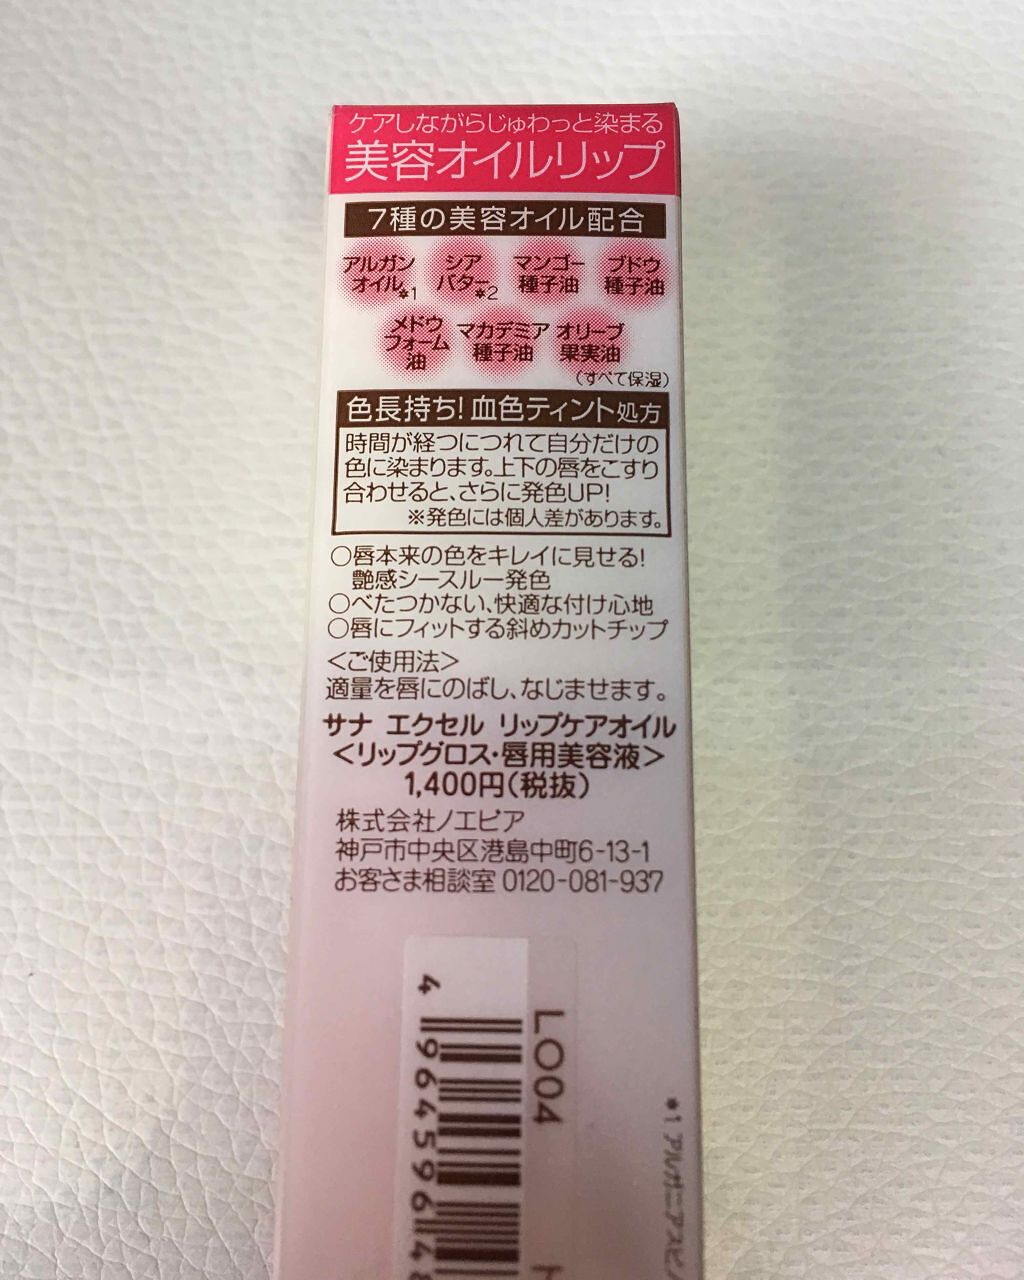 ケアしながらじゅわっと染まる
美容オイルリップ
7種の美容オイル配合
アルガン
オイル*1
シア
バター*2
マンゴー
種子油
ブドウ
種子油
メドウ
フォーム
油
マカデミア
種子油
オリーブ
果実油
(すべて保湿)
色長持ち!血色ティント処方
時間が経つにつれて自分だけの
色に染まります。上下の唇をこすり
合わせると、さらに発色UP!
※発色には個人差があります。
○唇本来の色をキレイに見せる!
艶感シースルー発色
○べたつかない、快適な付け心地
○唇にフィットする斜めカットチップ
<ご使用法>
適量を唇にのばし、なじませます。
サナ エクセル リップケアオイル
<リップグロス・唇用美容液>
1,400円(税抜)
株式会社ノエビア
神戸市中央区港島中町6-13-1
お客さま相談室 0120-081-937
LO04
4 964596 48
*1 アルガニアスピノ